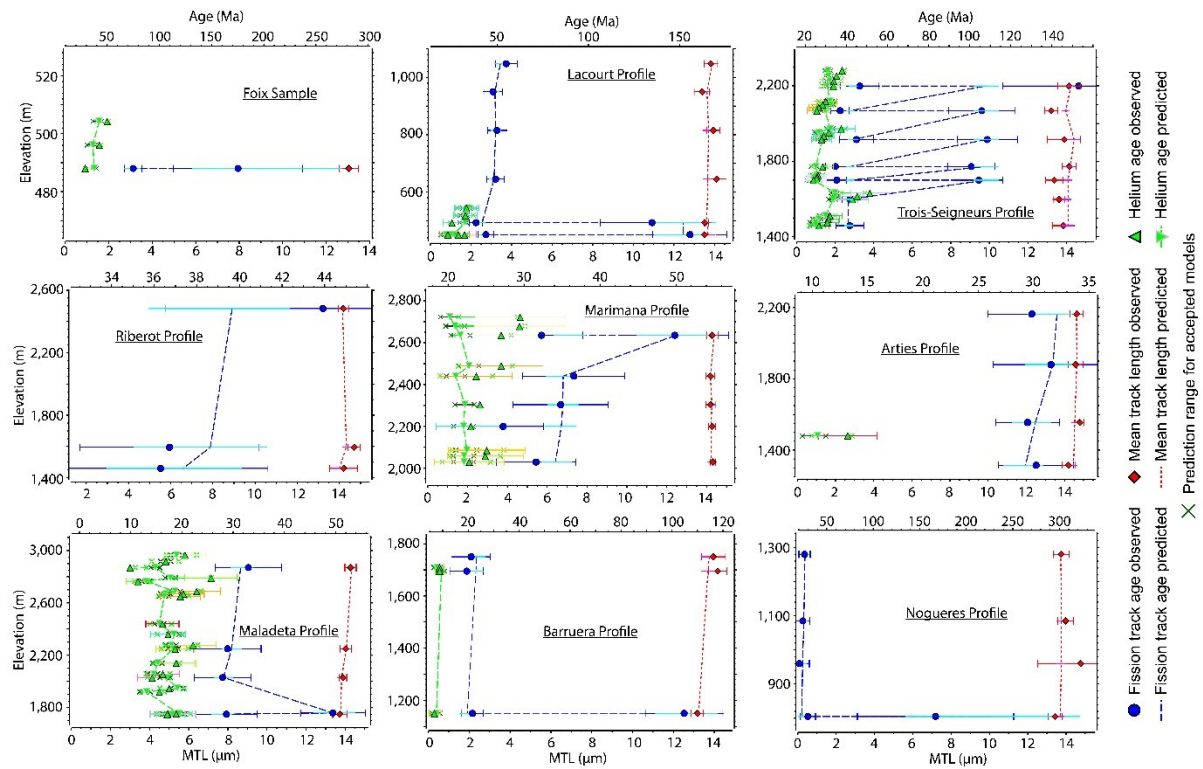 Age (Ma)
0 50 100 150 200 250 300
520
500
480
Elevation (m)
Foix Sample
0 2 4 6 8 10 12 14
Age (Ma)
50 100 150
1,000
800
600
Lacourt Profile
0 2 4 6 8 10 12 14
Age (Ma)
20 40 60 80 100 120 140
2,200
1,800
1,400
Trois-Seigneurs Profile
0 2 4 6 8 10 12 14
34 36 38 40 42 44
2,600
2,200
1,800
1,400
Elevation (m)
Riberot Profile
2 4 6 8 10 12 14
20 30 40 50
2,800
2,600
2,400
2,200
2,000
Marimana Profile
0 2 4 6 8 10 12 14
10 15 20 25 30 35
2,200
1,800
1,400
Arties Profile
0 2 4 6 8 10 12 14
0 10 20 30 40 50
3,000
2,600
2,200
1,800
Elevation (m)
Maladeta Profile
0 2 4 6 8 10 12 14
MTL (µm)
0 20 40 60 80 100 120
1,800
1,700
1,600
1,500
1,400
1,300
1,200
1,100
Barruera Profile
0 2 4 6 8 10 12 14
MTL (µm)
50 100 150 200 250 300
1,300
1,100
900
Nogueres Profile
0 2 4 6 8 10 12 14
MTL (µm)
Fission track age observed
Fission track age predicted
Mean track length observed
Mean track length predicted
Helium age observed
Helium age predicted
Prediction range for accepted models